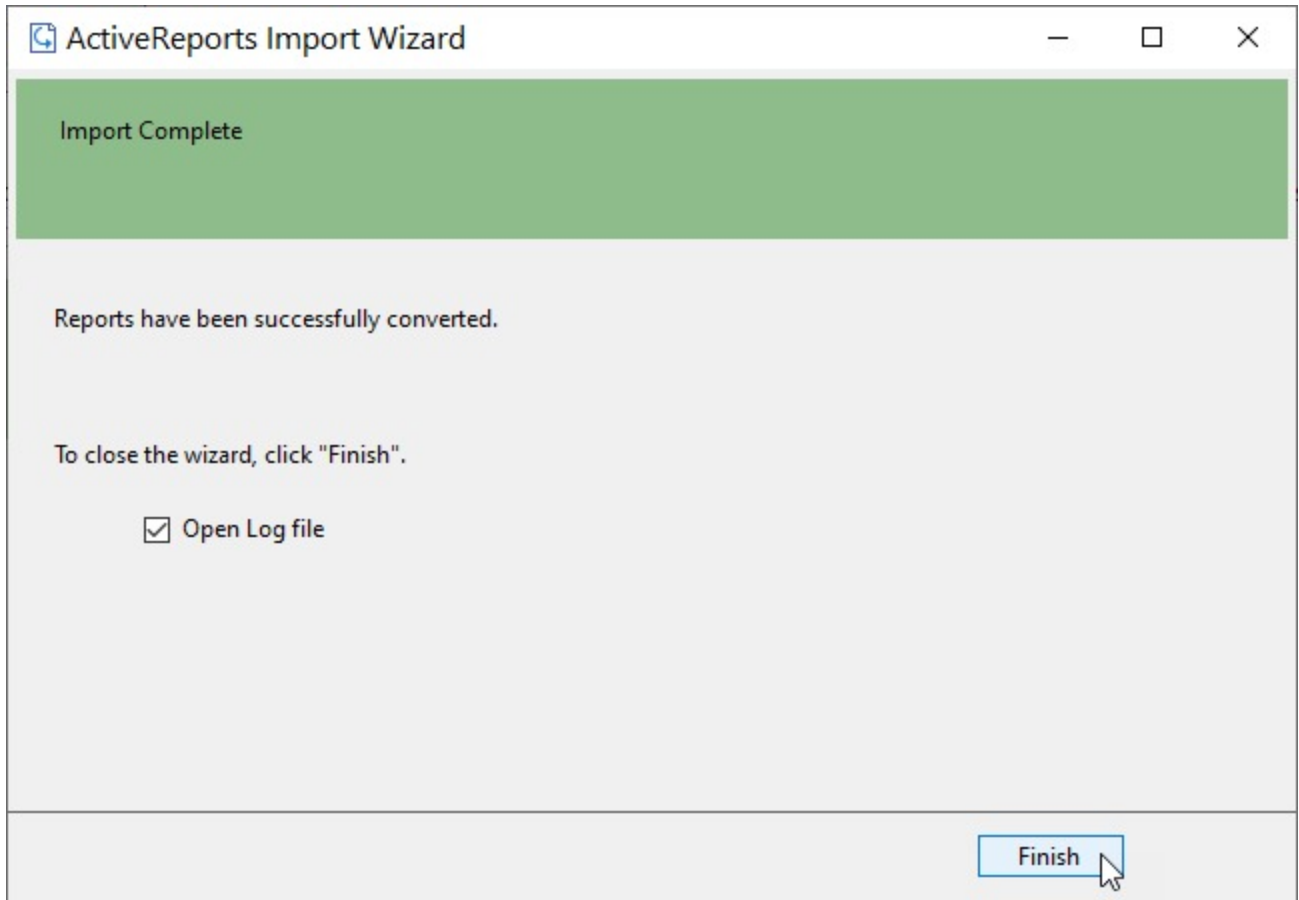 ActiveReports Import Wizard
Import Complete
Reports have been successfully converted.
To close the wizard, click "Finish".
Open Log file
Finish